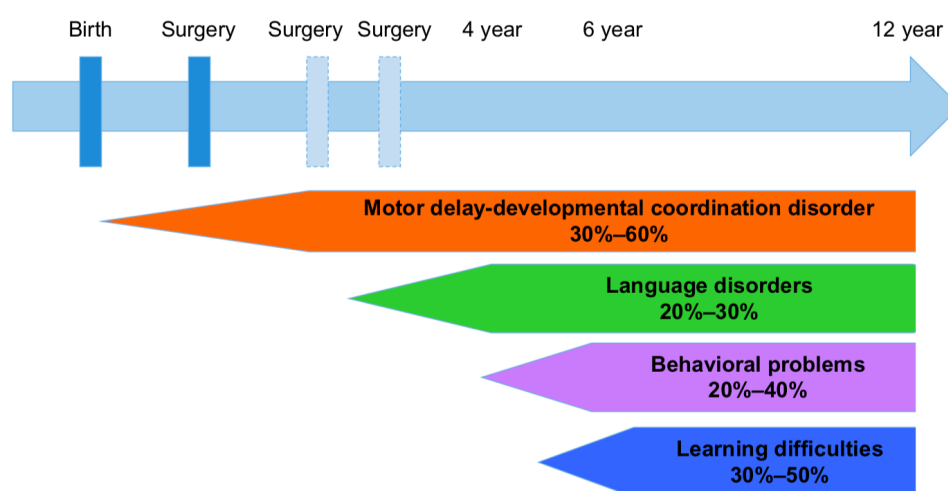 Birth Surgery Surgery Surgery 4 year 6 year 12 year
Motor delay-developmental coordination disorder
30%–60%
Language disorders
20%–30%
Behavioral problems
20%–40%
Learning difficulties
30%–50%